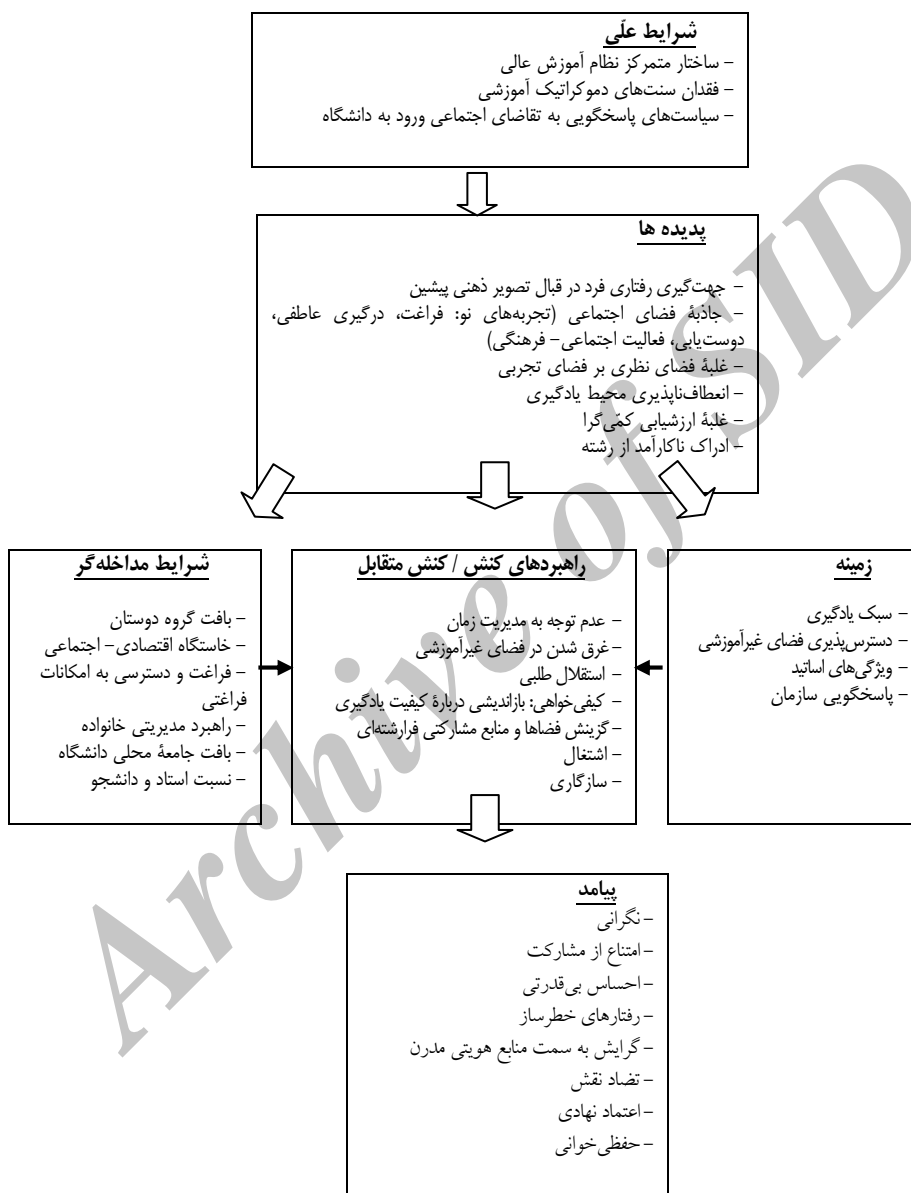 شرایط علّی
- ساختار متمرکز نظام آموزش عالی
- فقدان سنت‌های دموکراتیک آموزشی
- سیاست‌های پاسخگویی به تقاضای اجتماعی ورود به دانشگاه
پدیده ها
- جهت‌گیری رفتاری فرد در قبال تصویر ذهنی پیشین
- جاذبۀ فضای اجتماعی (تجربه‌های نو: فراغت، درگیری عاطفی،
دوست‌یابی، فعالیت اجتماعی- فرهنگی)
- غلبۀ فضای نظری بر فضای تجربی
- انعطاف‌ناپذیری محیط یادگیری
- غلبۀ ارزشیابی کمّی‌گرا
- ادراک ناکارآمد از رشته
زمینه
- سبک یادگیری
- دسترس‌پذیری فضای غیرآموزشی
- ویژگی‌های اساتید
- پاسخگویی سازمان
راهبردهای کنش / کنش متقابل
- عدم توجه به مدیریت زمان
- غرق شدن در فضای غیرآموزشی
- استقلال طلبی
- کیفی‌خواهی: بازاندیشی دربارۀ کیفیت یادگیری
- گزینش فضاها و منابع مشارکتی فرارشته‌ای
- اشتغال
- سازگاری
شرایط مداخله‌گر
- بافت گروه دوستان
- خاستگاه اقتصادی- اجتماعی
- فراغت و دسترسی به امکانات
فراغتی
- راهبرد مدیریتی خانواده
- بافت جامعۀ محلی دانشگاه
- نسبت استاد و دانشجو
پیامد
- نگرانی
- امتناع از مشارکت
- احساس بی‌قدرتی
- رفتارهای خطرساز
- گرایش به سمت منابع هویتی مدرن
- تضاد نقش
- اعتماد نهادی
- حفظی‌خوانی
Archive of SID